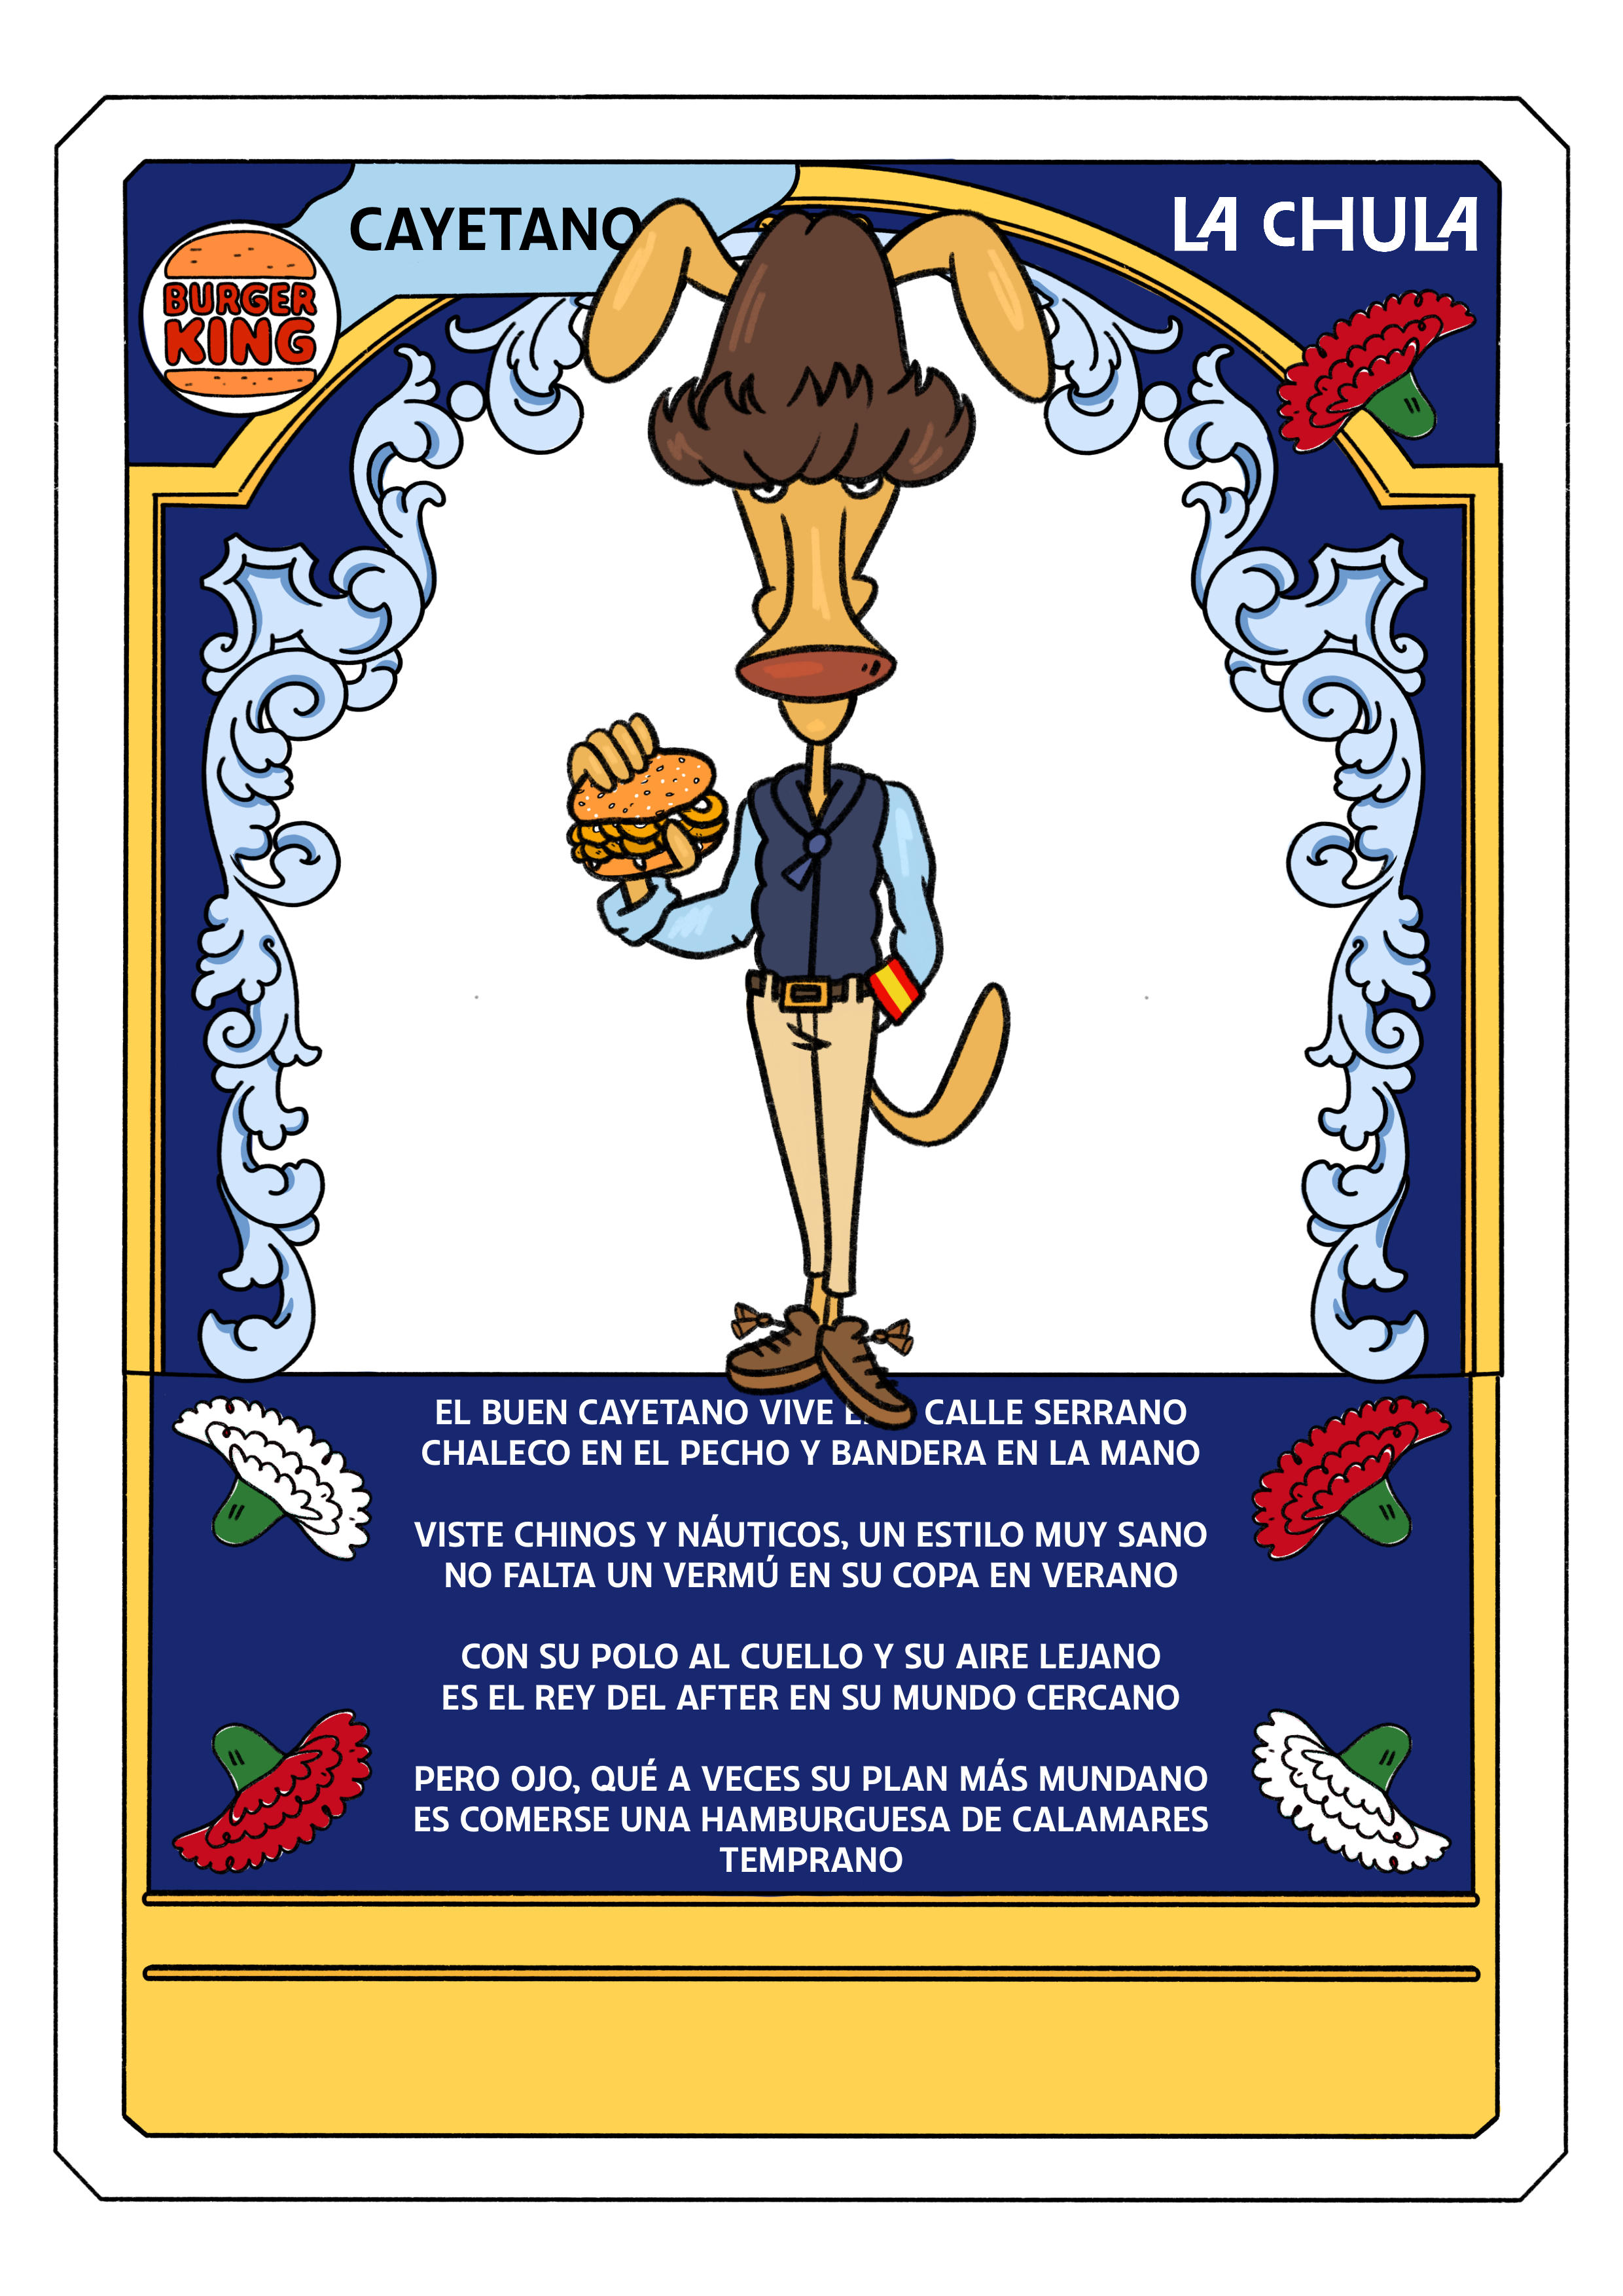 CAYETANO
LA CHULA
BURGER
KING
EL BUEN CAYETANO VIVE CALLE SERRANO
CHALECO EN EL PECHO Y BANDERA EN LA MANO
VISTE CHINOS Y NÁUTICOS, UN ESTILO MUY SANO
NO FALTA UN VERMÚ EN SU COPA EN VERANO
CON SU POLO AL CUELLO Y SU AIRE LEJANO
ES EL REY DEL AFTER EN SU MUNDO CERCANO
PERO OJO, QUÉ A VECES SU PLAN MÁS MUNDANO
ES COMERSE UNA HAMBURGUESA DE CALAMARES
TEMPRANO